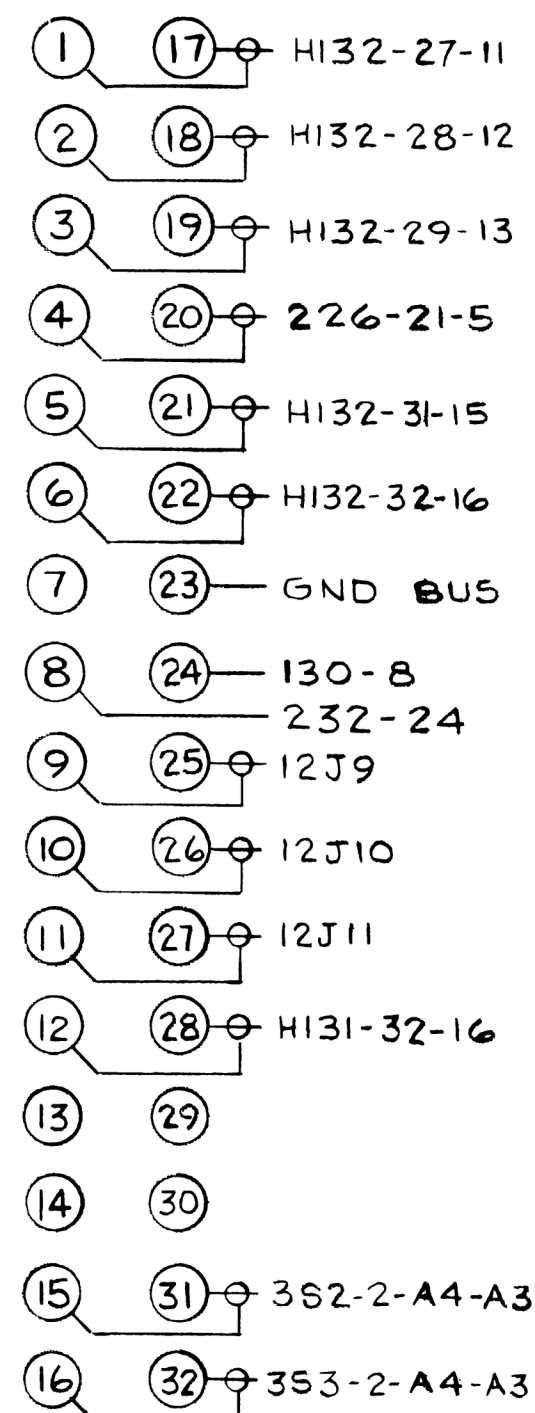 1 17 H132-27-11
2 18 H132-28-12
3 19 H132-29-13
4 20 226-21-5
5 21 H132-31-15
6 22 H132-32-16
7 23 GND BUS
8 24 130-8
232-24
9 25 12J9
10 26 12J10
11 27 12J11
12 28 H131-32-16
13 29
14 30
15 31 3S2-2-A4-A3
16 32 3S3-2-A4-A3